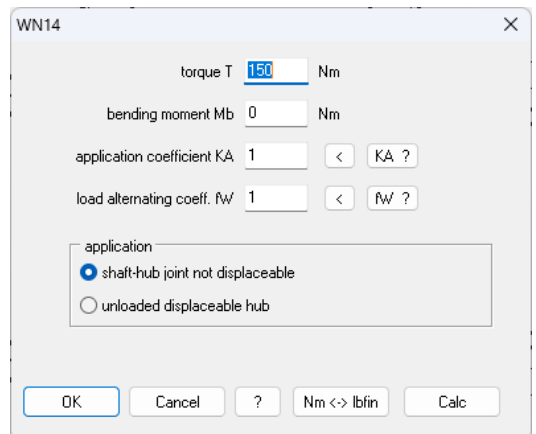 WN14
torque T 150 Nm
bending moment Mb 0 Nm
application coefficient KA 1 < KA ?
load alternating coeff. fW 1 < fW ?
application
shaft-hub joint not displaceable
unloaded displaceable hub
OK Cancel ? Nm <-> lbfin Calc